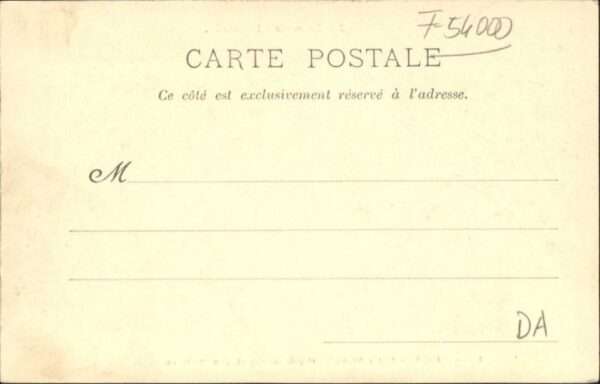 F-54000
CARTE POSTALE
Ce côté est exclusivement réservé à l'adresse.
M
DA